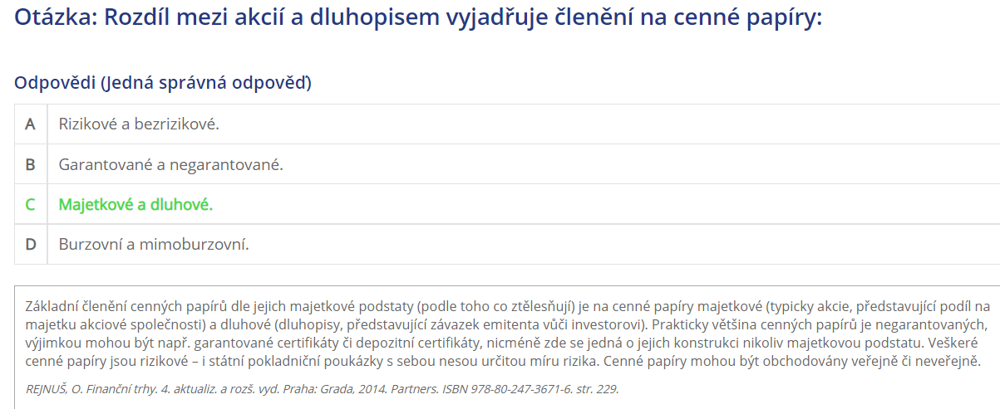 Otázka: Rozdíl mezi akcií a dluhopisem vyjadřuje členění na cenné papíry:
Odpovědi (Jedná správná odpověď)
A Rizikové a bezrizikové.
B Garantované a negarantované.
C Majetkové a dluhové.
D Burzovní a mimoburzovní.
Základní členění cenných papírů dle jejich majetkové podstaty (podle toho co ztělesňují) je na cenné papíry majetkové (typicky akcie, představující podíl na
majetku akciové společnosti) a dluhové (dluhopisy, představující závazek emitenta vůči investorovi). Prakticky většina cenných papírů je negarantovaných,
výjimkou mohou být např. garantované certifikáty či depozitní certifikáty, nicméně zde se jedná o jejich konstrukci nikoliv majetkovou podstatu. Veškeré
cenné papíry jsou rizikové – i státní pokladniční poukázky s sebou nesou určitou míru rizika. Cenné papíry mohou být obchodovány veřejně či neveřejně.
REJNUŠ, O. Finanční trhy. 4. aktualiz. a rozš. vyd. Praha: Grada, 2014. Partners. ISBN 978-80-247-3671-6. str. 229.